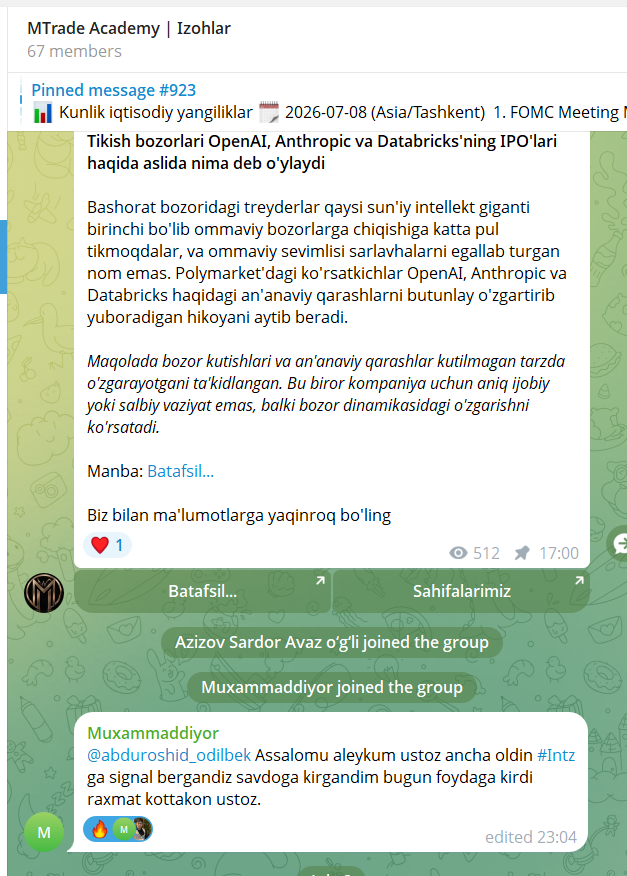 MTrade Academy | Izohlar
67 members
Pinned message #923
📊 Kunlik iqtisodiy yangiliklar 🗓 2026-07-08 (Asia/Tashkent) 1. FOMC Meeting
Tikish bozorlari OpenAI, Anthropic va Databricks'ning IPO'lari
haqida aslida nima deb o'ylaydi
Bashorat bozoridagi treyderlar qaysi sun'iy intellekt giganti
birinchi bo'lib ommaviy bozorlarga chiqishiga katta pul
tikmoqdalar, va ommaviy sevimlisi sarlavhalarni egallab turgan
nom emas. Polymarket'dagi ko'rsatkichlar OpenAI, Anthropic va
Databricks haqidagi an'anaviy qarashlarni butunlay o'zgartirib
yuboradigan hikoyani aytib beradi.
Maqolada bozor kutishlari va an'anaviy qarashlar kutilmagan tarzda
o'zgarayotgani ta'kidlangan. Bu biror kompaniya uchun aniq ijobiy
yoki salbiy vaziyat emas, balki bozor dinamikasidagi o'zgarishni
ko'rsatadi.
Manba: Batafsil...
Biz bilan ma'lumotlarga yaqinroq bo'ling
❤️ 1
512 17:00
Batafsil... Sahifalarimiz
Azizov Sardor Avaz o‘g‘li joined the group
Muxammaddiyor joined the group
Muxammaddiyor
@abduroshid_odilbek Assalomu aleykum ustoz ancha oldin #Intz
ga signal bergandiz savdoga kirgandim bugun foydaga kirdi
raxmat kottakon ustoz.
M 🔥 M
edited 23:04